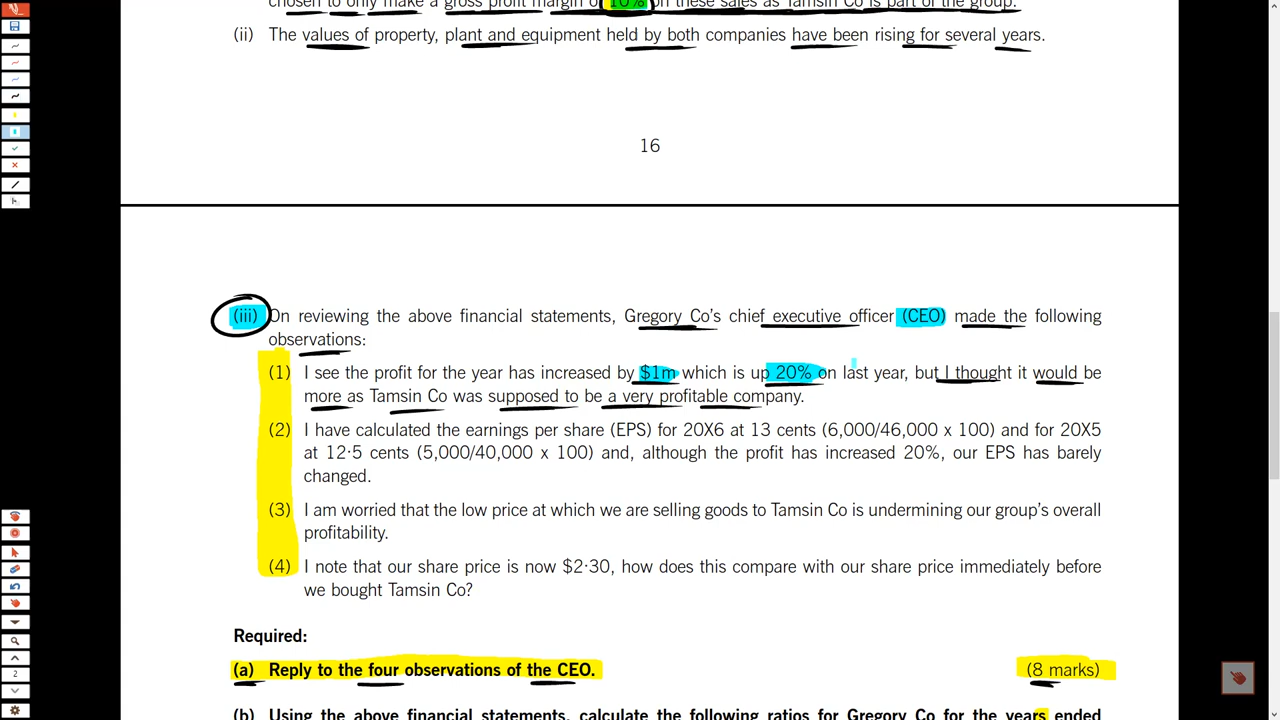 chosen to only make a gross profit margin of 10% on these sales as Tamsin Co is part of the group.
(ii) The values of property, plant and equipment held by both companies have been rising for several years.
16
(iii) On reviewing the above financial statements, Gregory Co's chief executive officer (CEO) made the following
observations:
(1) I see the profit for the year has increased by $1m which is up 20% on last year, but I thought it would be
more as Tamsin Co was supposed to be a very profitable company.
(2) I have calculated the earnings per share (EPS) for 20X6 at 13 cents (6,000/46,000 x 100) and for 20X5
at 12·5 cents (5,000/40,000 x 100) and, although the profit has increased 20%, our EPS has barely
changed.
(3) I am worried that the low price at which we are selling goods to Tamsin Co is undermining our group's overall
profitability.
(4) I note that our share price is now $2·30, how does this compare with our share price immediately before
we bought Tamsin Co?
Required:
(a) Reply to the four observations of the CEO. (8 marks)
(b) Using the above financial statements, calculate the following ratios for Gregory Co for the years ended
2